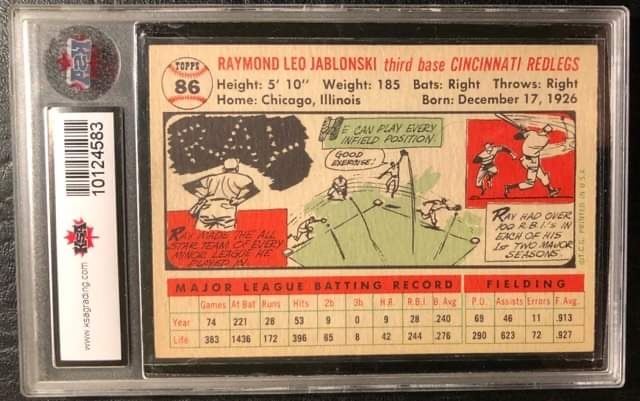 KSA
10124583
KSA
www.ksagrading.com
TOPPS
86
RAYMOND LEO JABLONSKI third base CINCINNATI REDLEGS
Height: 5' 10" Weight: 185 Bats: Right Throws: Right
Home: Chicago, Illinois Born: December 17, 1926
RAY MADE THE ALL
STAR TEAM OF EVERY
MINOR LEAGUE HE
PLAYED IN.
HE CAN PLAY EVERY
INFIELD POSITION.
GOOD
EXERCISE!
RAY HAD OVER
100 R.B.I.'s IN
EACH OF HIS
1st TWO MAJOR
SEASONS.
©T.C.G. PRINTED IN U.S.A.
MAJOR LEAGUE BATTING RECORD FIELDING
Games At Bat Runs Hits 2b 3b H.R. R.B.I. B. Avg P.O. Assists Errors F. Avg.
Year 74 221 28 53 9 0 9 28 .240 69 46 11 .913
Life 383 1436 172 396 65 8 42 244 .276 290 623 72 .927